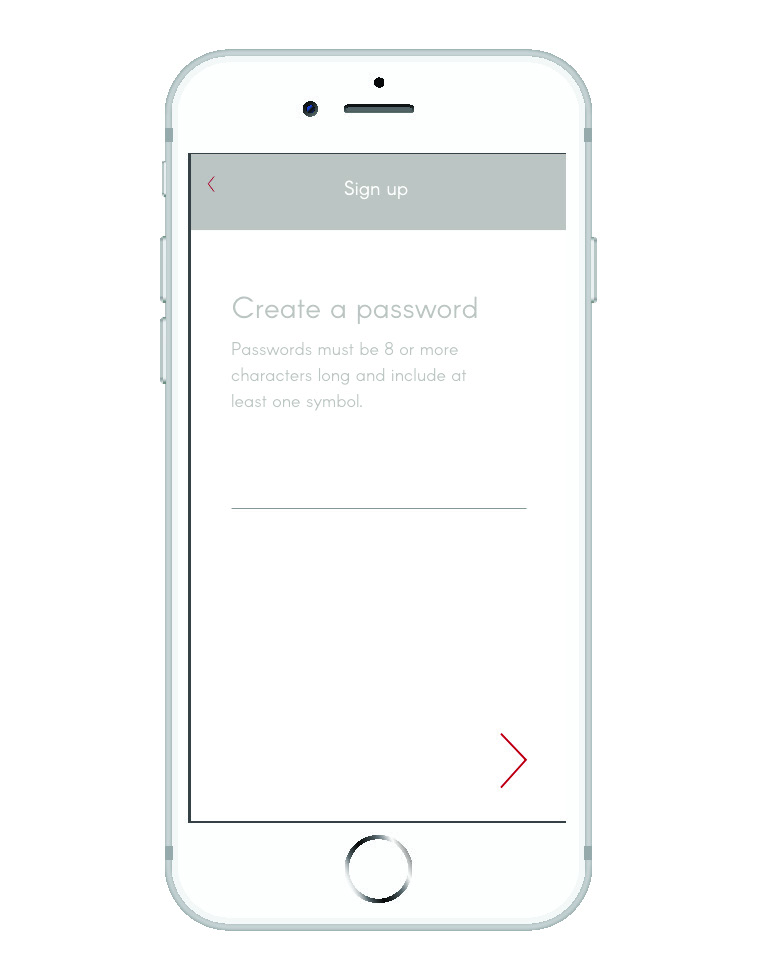 Sign up
Create a password
Passwords must be 8 or more
characters long and include at
least one symbol.